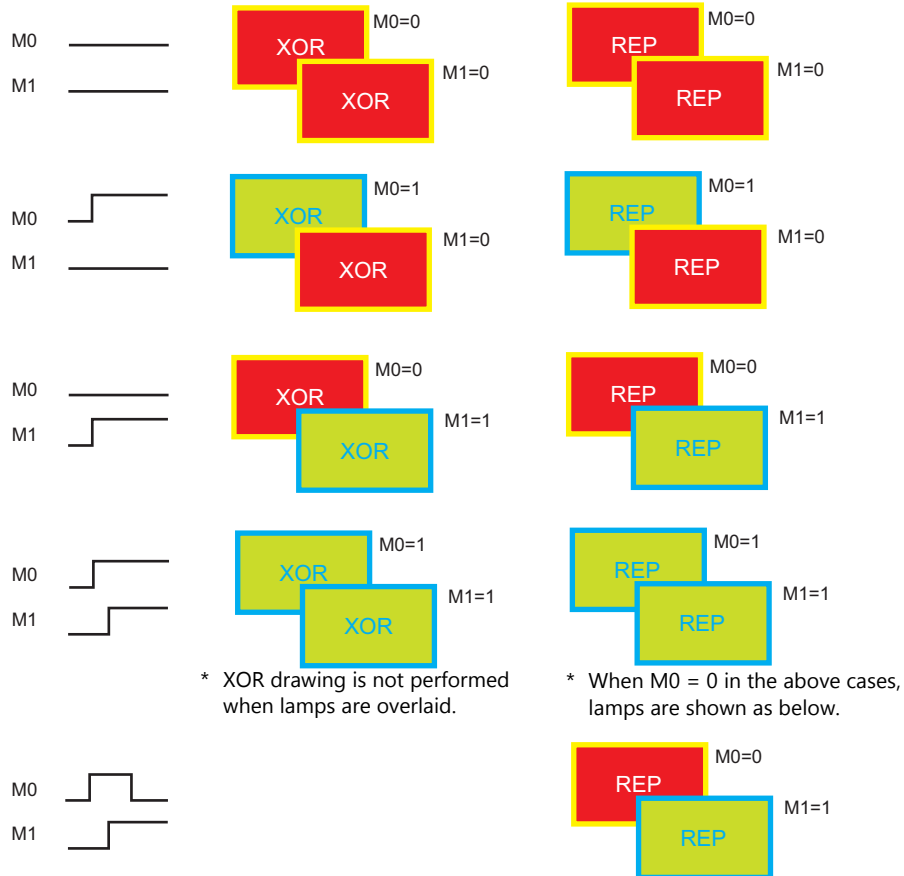 M0
M1
XOR
M0=0
XOR
M1=0
REP
M0=0
REP
M1=0
M0
M1
XOR
M0=1
XOR
M1=0
REP
M0=1
REP
M1=0
M0
M1
XOR
M0=0
XOR
M1=1
REP
M0=0
REP
M1=1
M0
M1
XOR
M0=1
XOR
M1=1
REP
M0=1
REP
M1=1
* XOR drawing is not performed
when lamps are overlaid.
* When M0 = 0 in the above cases,
lamps are shown as below.
M0
M1
REP
M0=0
REP
M1=1